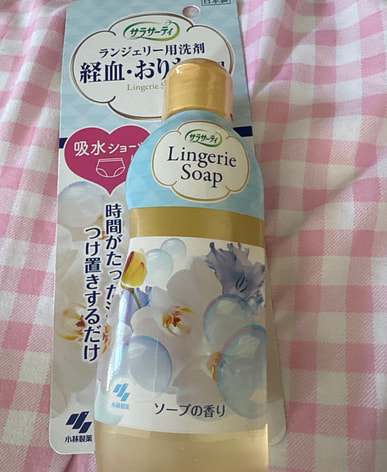 日本製
サラサーティ
ランジェリー用洗剤
経血・おり
Lingerie
吸水ショーツ
時間がたった
つけ置きするだけ
小林製薬
サラサーティ
Lingerie
Soap
ソープの香り
小林製薬